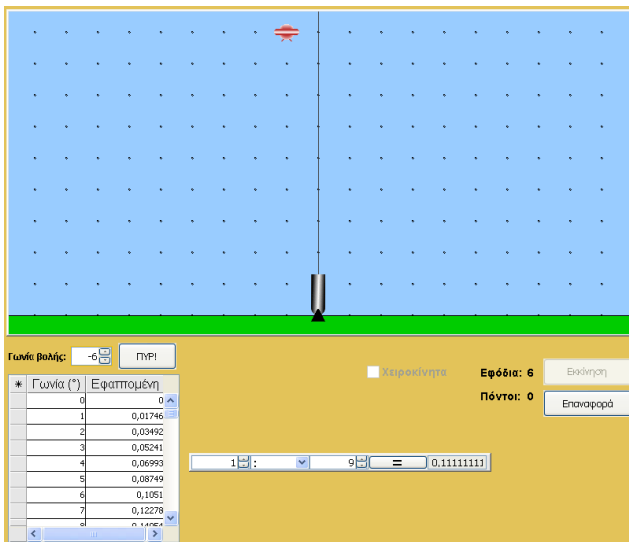 Γωνία βολής: -6 ΠΥΡ!
Χειροκίνητα Εφόδια: 6 Εκκίνηση
Πόντοι: 0 Επαναφορά
* Γωνία (°) Εφαπτομένη
0 0
1 0,01746
2 0,03492
3 0,05241
4 0,06993
1 : 9 = 0,11111111
5 0,08749
6 0,1051
7 0,12278